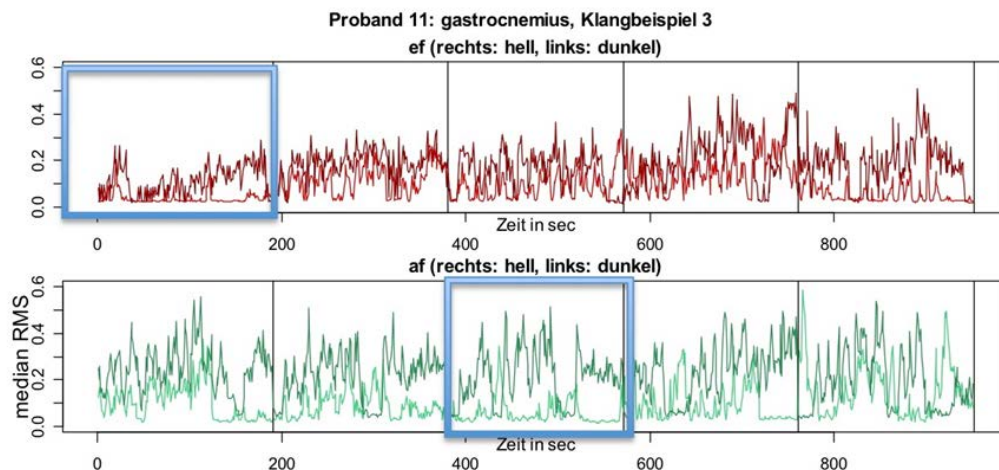 Proband 11: gastrocnemius, Klangbeispiel 3
ef (rechts: hell, links: dunkel)
0.6
0.4
0.2
0.0
Zeit in sec
0 200 400 600 800
af (rechts: hell, links: dunkel)
median RMS
0.6
0.4
0.2
0.0
Zeit in sec
0 200 400 600 800